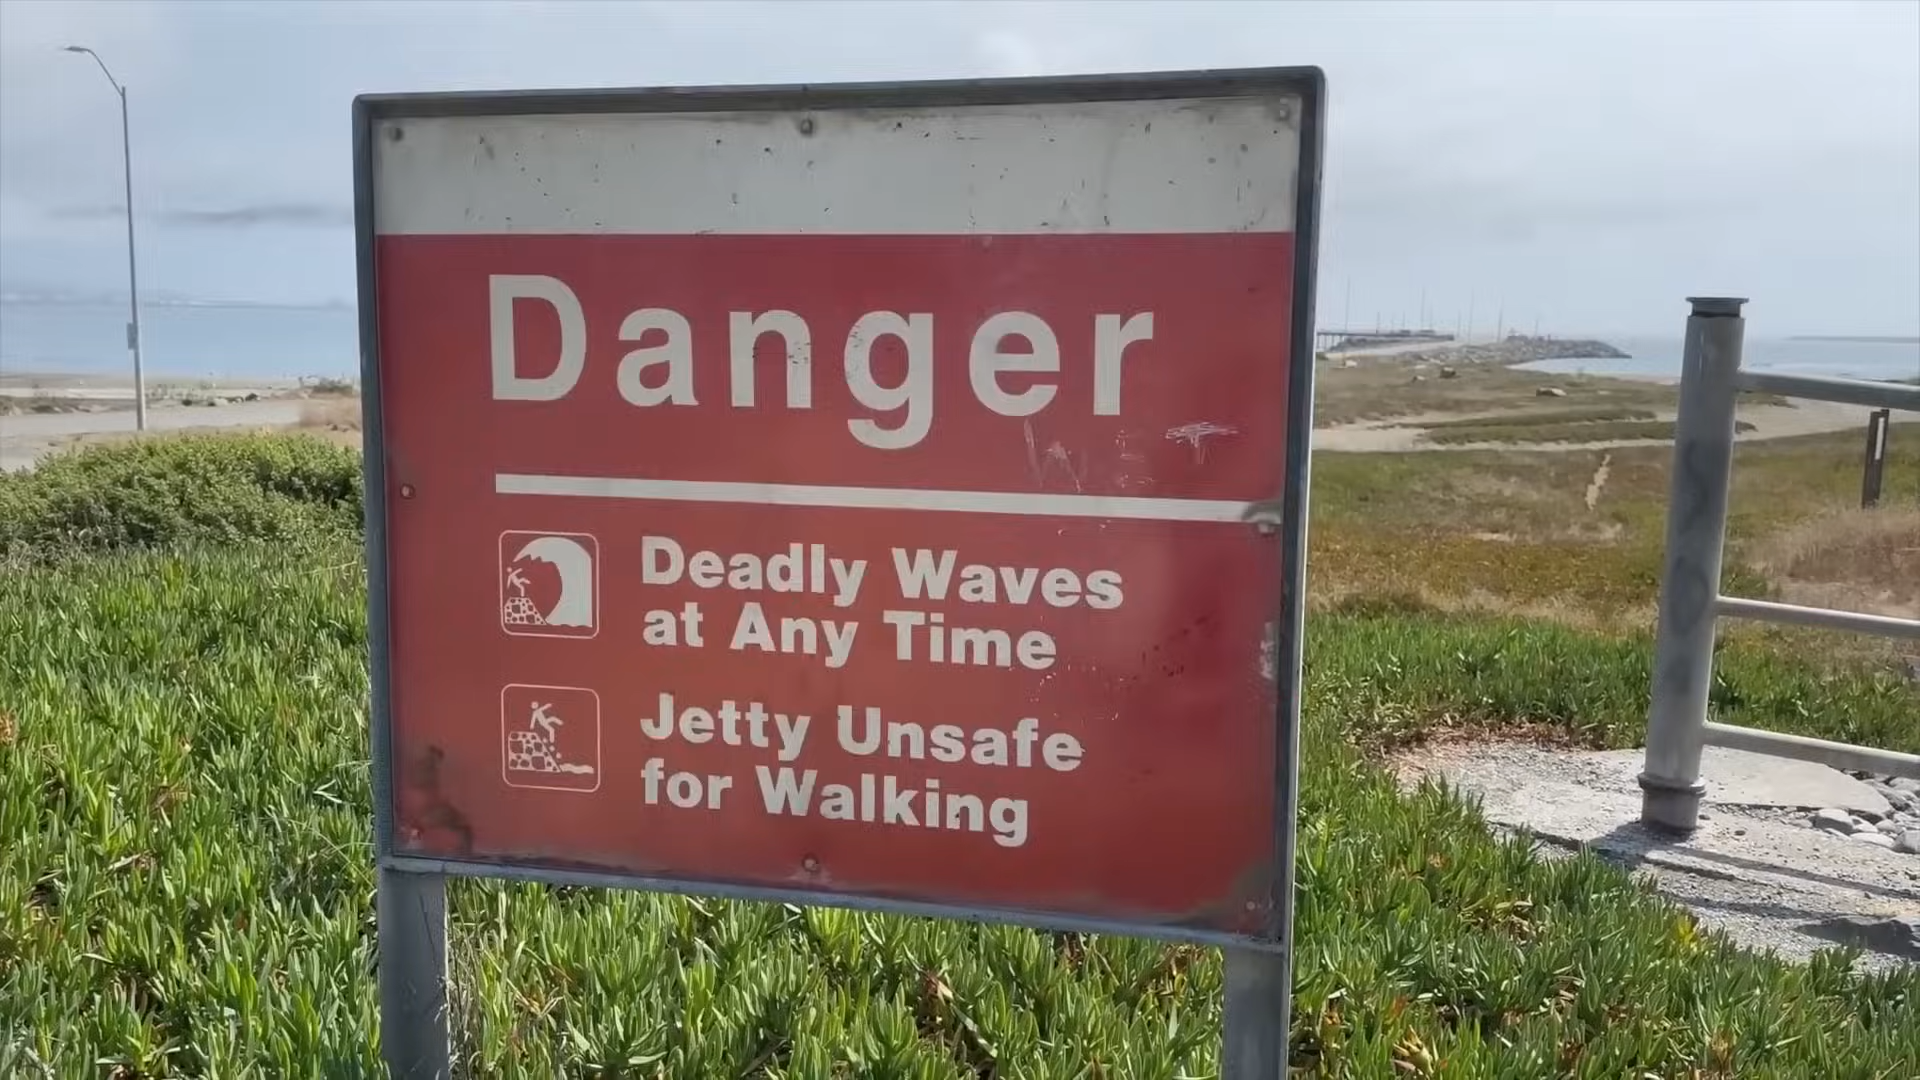 Danger
Deadly Waves
at Any Time
Jetty Unsafe
for Walking